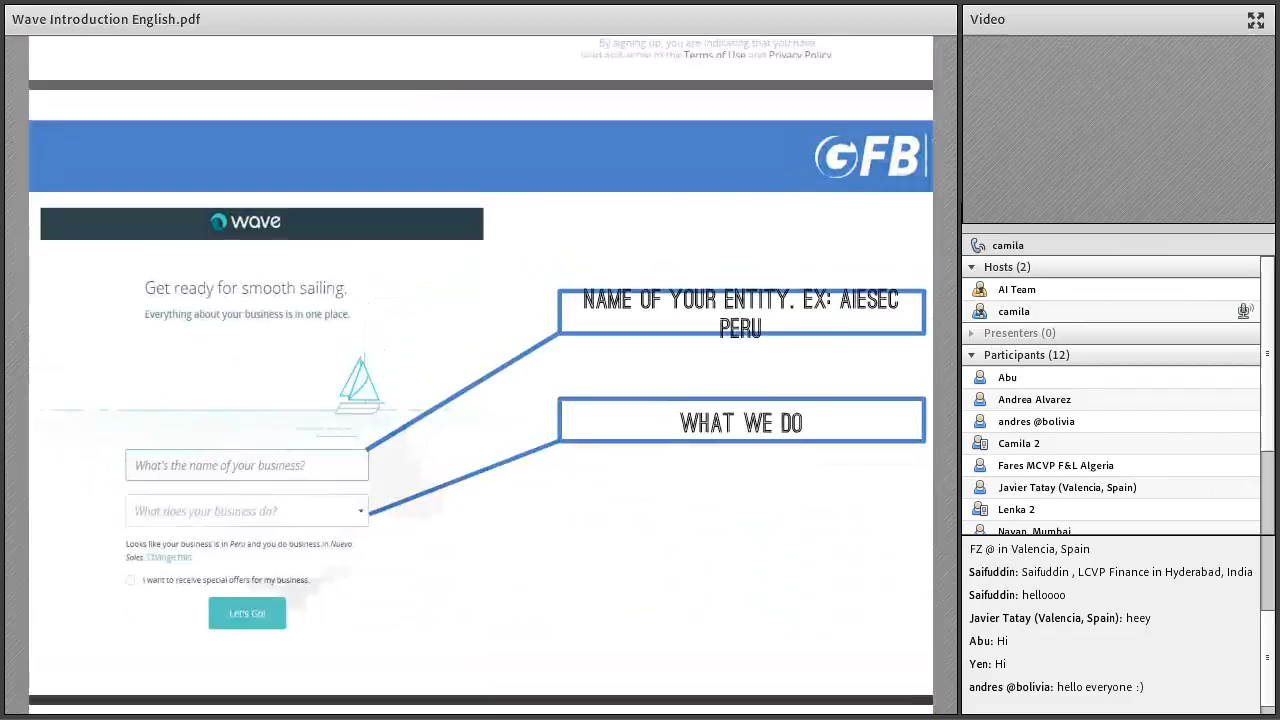 Wave Introduction English.pdf
By signing up, you are indicating that you have
read and agree to the Terms of Use and Privacy Policy
GFB
wave
Get ready for smooth sailing.
Everything about your business is in one place.
NAME OF YOUR ENTITY. EX: AIESEC
PERU
WHAT WE DO
What's the name of your business?
What does your business do?
Looks like your business is in Peru and you do business in Nuevo
Soles. Change this
I want to receive special offers for my business.
Let's Go!
Video
camila
Hosts (2)
AI Team
camila
Presenters (0)
Participants (12)
Abu
Andrea Alvarez
andres @bolivia
Camila 2
Fares MCVP F&L Algeria
Javier Tatay (Valencia, Spain)
Lenka 2
Nayan, Mumbai
FZ @ in Valencia, Spain
Saifuddin: Saifuddin , LCVP Finance in Hyderabad, India
Saifuddin: helloooo
Javier Tatay (Valencia, Spain): heey
Abu: Hi
Yen: Hi
andres @bolivia: hello everyone :)